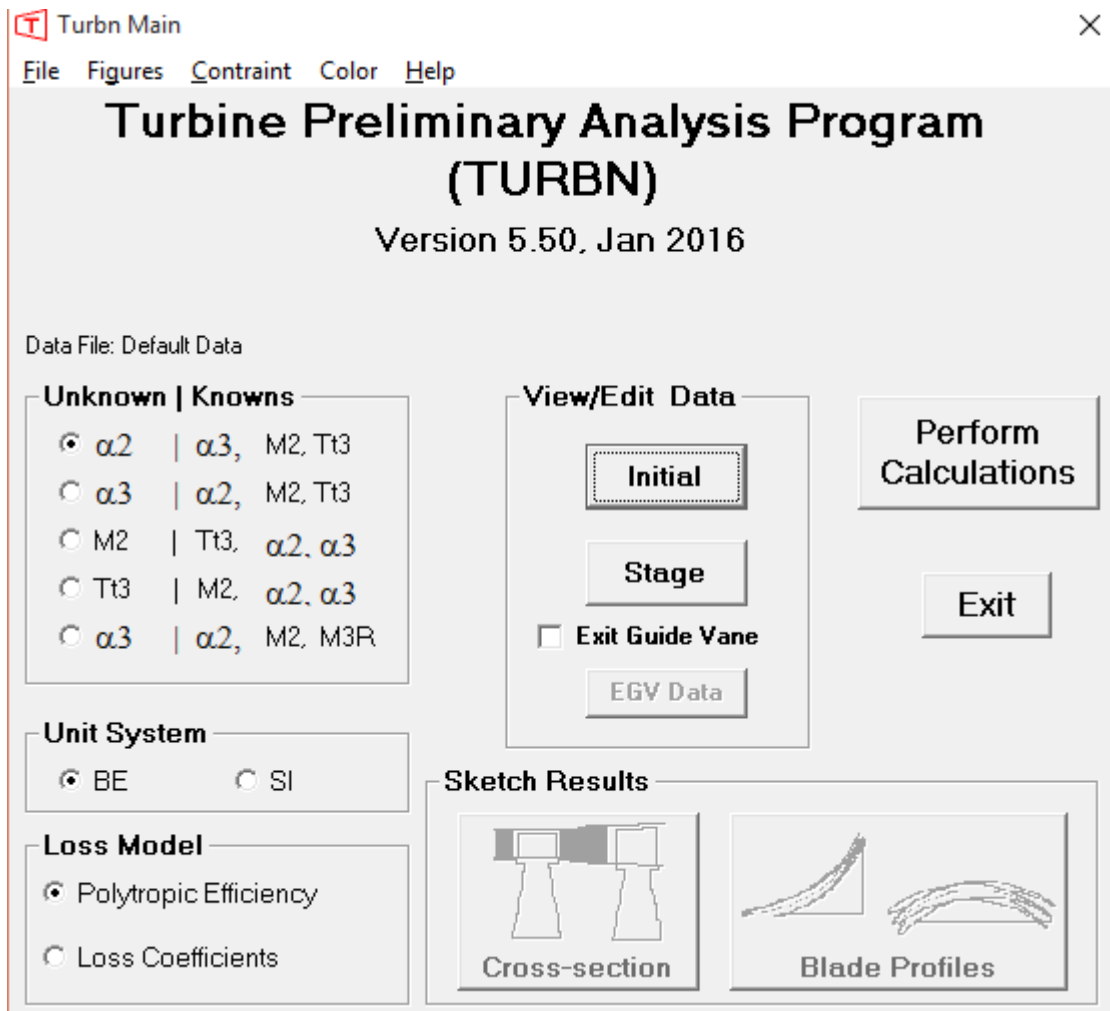 Turbn Main
File Figures Contraint Color Help
Turbine Preliminary Analysis Program
(TURBN)
Version 5.50, Jan 2016
Data File: Default Data
Unknown | Knowns
α2 | α3, M2, Tt3
α3 | α2, M2, Tt3
M2 | Tt3, α2, α3
Tt3 | M2, α2, α3
α3 | α2, M2, M3R
Unit System
BE SI
Loss Model
Polytropic Efficiency
Loss Coefficients
View/Edit Data
Initial
Stage
Exit Guide Vane
EGV Data
Perform
Calculations
Exit
Sketch Results
Cross-section
Blade Profiles